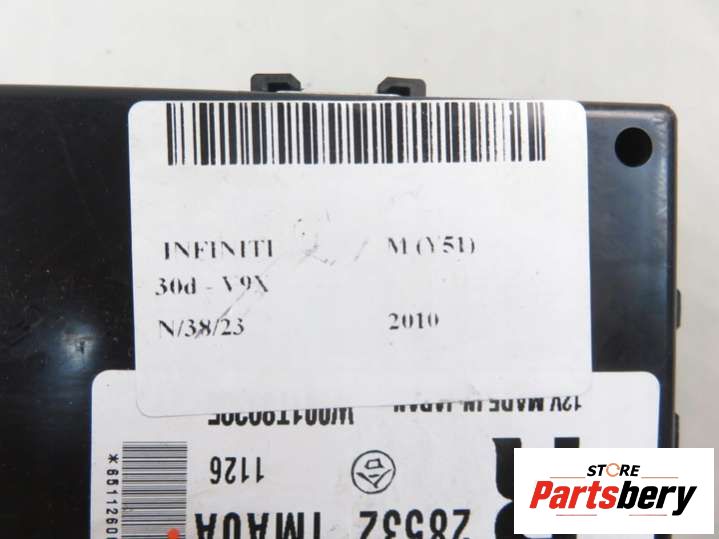 INFINITI M (Y51)
30d - V9X
N/38/23 2010
12V MADE IN JAPAN
1126
28532 1MA0A
STORE
Partsbery